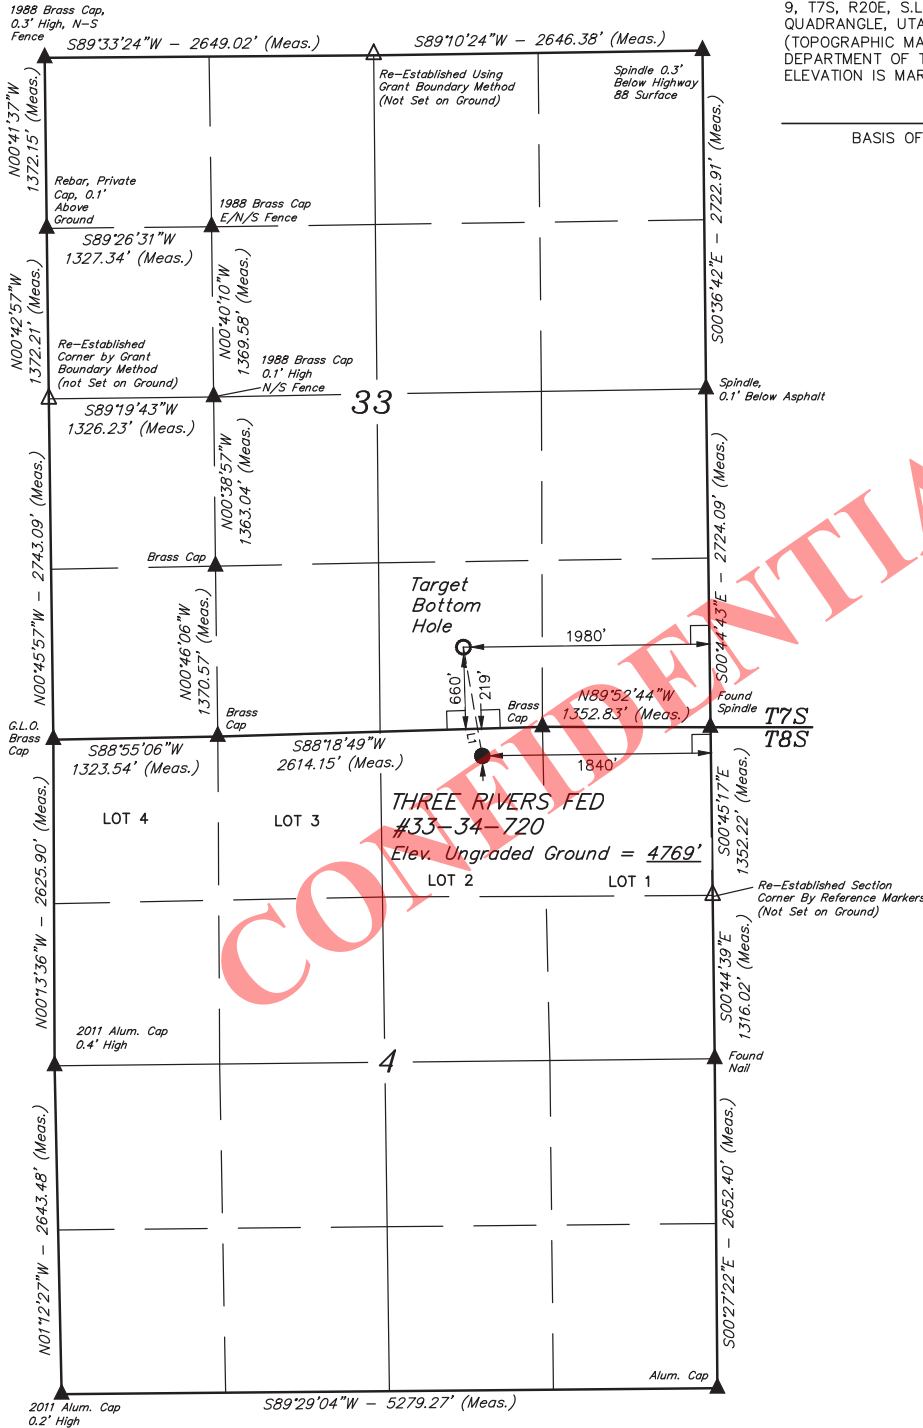 1988 Brass Cap,
0.3' High, N-S
Fence
S89°33'24"W - 2649.02' (Meas.)
S89°10'24" W - 2646.38' (Meas.)
9, T7S, R20E, S.L
QUADRANGLE, UTA
(TOPOGRAPHIC MA
DEPARTMENT OF T
ELEVATION IS MAR
BASIS OF
Re-Established Using
Grant Boundary Method
(Not Set on Ground)
Spindle 0.3'
Below Highway
88 Surface
N00°41'37"W
1372.15' (Meas.)
S00°36'42"E - 2722.91' (Meas.)
Rebar, Private
Cap, 0.1'
Above
Ground
1988 Brass Cap
E/N/S Fence
S89°26'31"W
1327.34' (Meas.)
N00°42'57"W
1372.21' (Meas.)
N00°40'10"W
1369.58' (Meas.)
Re-Established
Corner by Grant
Boundary Method
(not Set on Ground)
1988 Brass Cap
0.1' High
N/S Fence
33
Spindle,
0.1' Below Asphalt
S89°19'43"W
1326.23' (Meas.)
N00°38'57"W
1363.04' (Meas.)
N00°45'57"W - 2743.09' (Meas.)
S00°44'43"E - 2724.09' (Meas.)
Brass Cap
Target
Bottom
Hole
N00°46'06"W
1370.57' (Meas.)
1980'
660'
219'
N89°52'44"W
1352.83' (Meas.)
Brass
Cap
Found
Spindle
T7S
T8S
G.L.O.
Brass
Cap
Brass
Cap
S88°55'06"W
1323.54' (Meas.)
S88°18'49"W
2614.15' (Meas.)
L1
1840'
THREE RIVERS FED
#33-34-720
Elev. Ungraded Ground = 4769'
LOT 4
LOT 3
LOT 2
LOT 1
S00°45'17"E
1352.22' (Meas.)
N00°13'36"W - 2625.90' (Meas.)
Re-Established Section
Corner By Reference Markers
(Not Set on Ground)
S00°44'39"E
1316.02' (Meas.)
2011 Alum. Cap
0.4' High
4
Found
Nail
N01°12'27"W - 2643.48' (Meas.)
S00°27'22"E - 2652.40' (Meas.)
Alum. Cap
2011 Alum. Cap
0.2' High
S89°29'04"W - 5279.27' (Meas.)
CONFIDENTIA